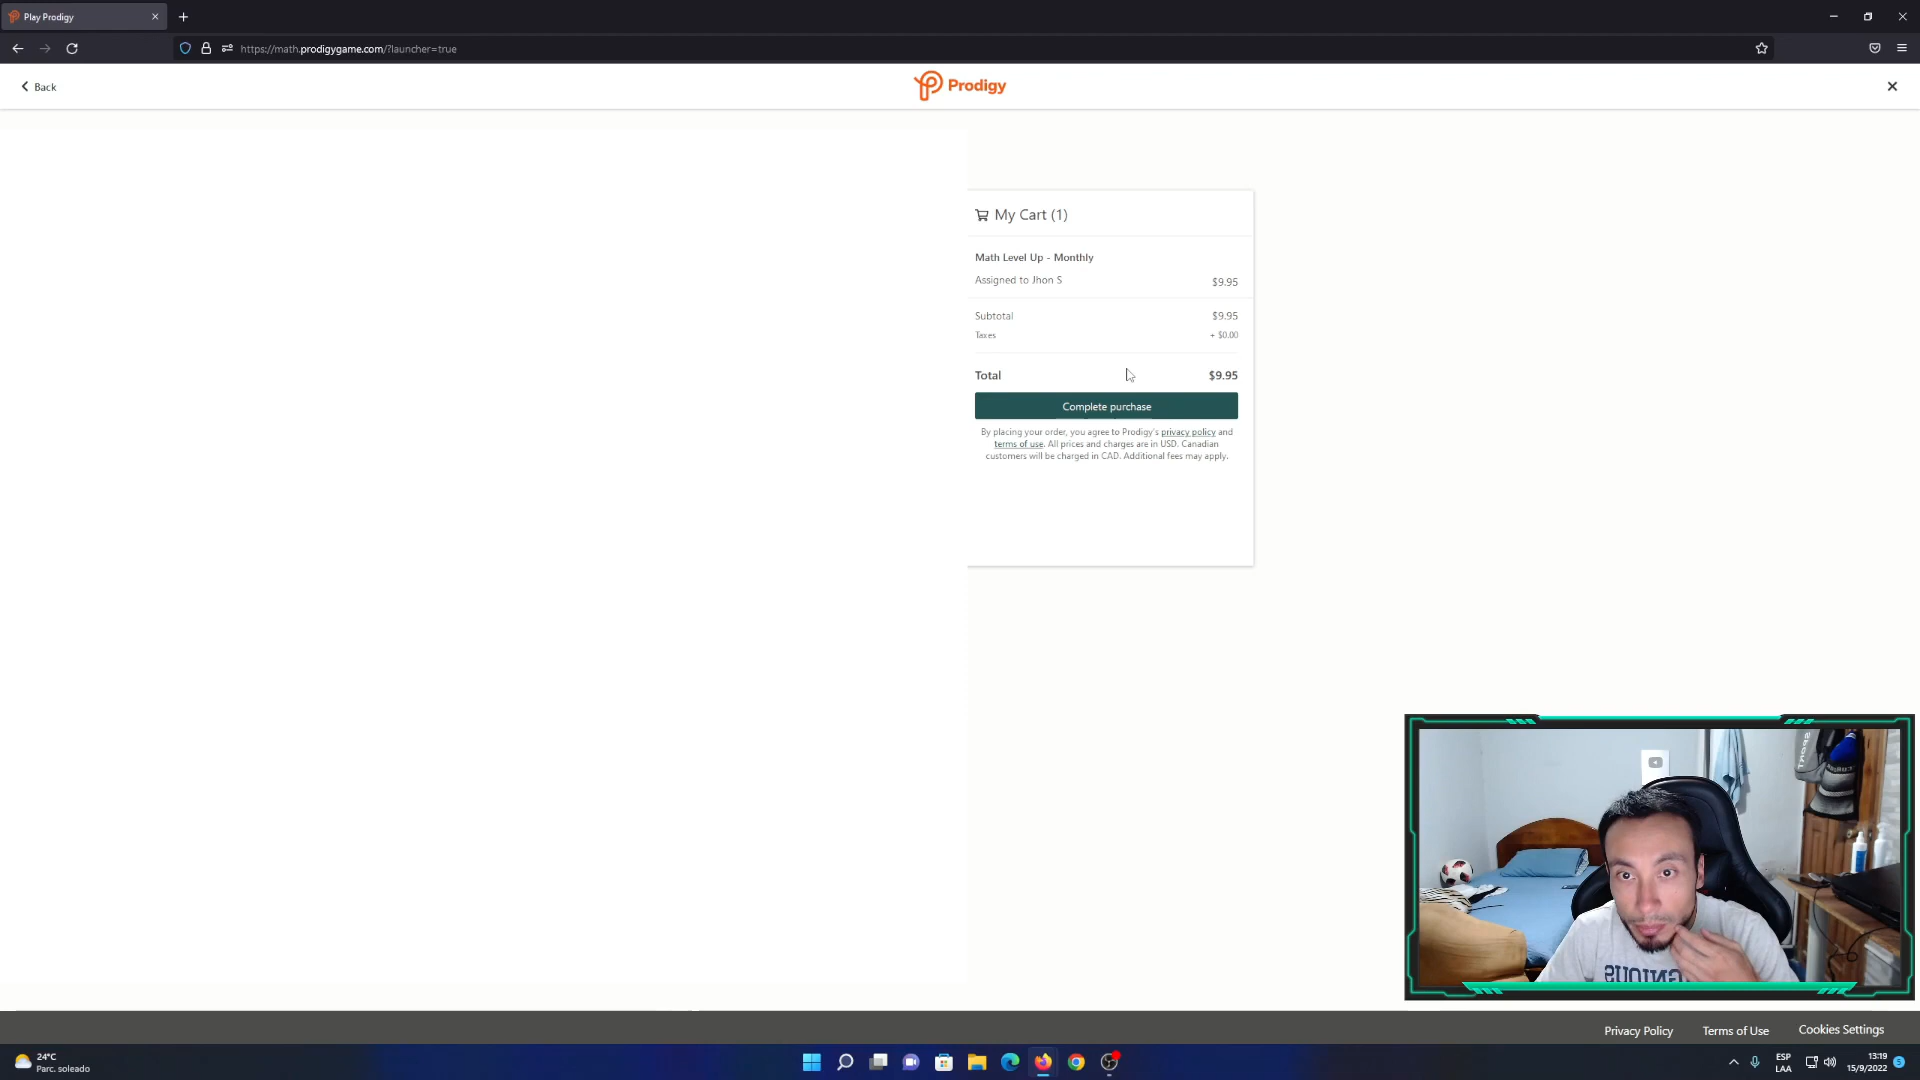 Play Prodigy
https://math.prodigygame.com/?launcher=true
Back
Prodigy
My Cart (1)
Math Level Up - Monthly
Assigned to Jhon S
$9.95
Subtotal
$9.95
Taxes
+ $0.00
Total
$9.95
Complete purchase
By placing your order, you agree to Prodigy's privacy policy and
terms of use. All prices and charges are in USD. Canadian
customers will be charged in CAD. Additional fees may apply.
SPORT
GENIOUS
Privacy Policy
Terms of Use
Cookies Settings
24°C
Parc. soleado
ESP
LAA
13:19
15/9/2022
5